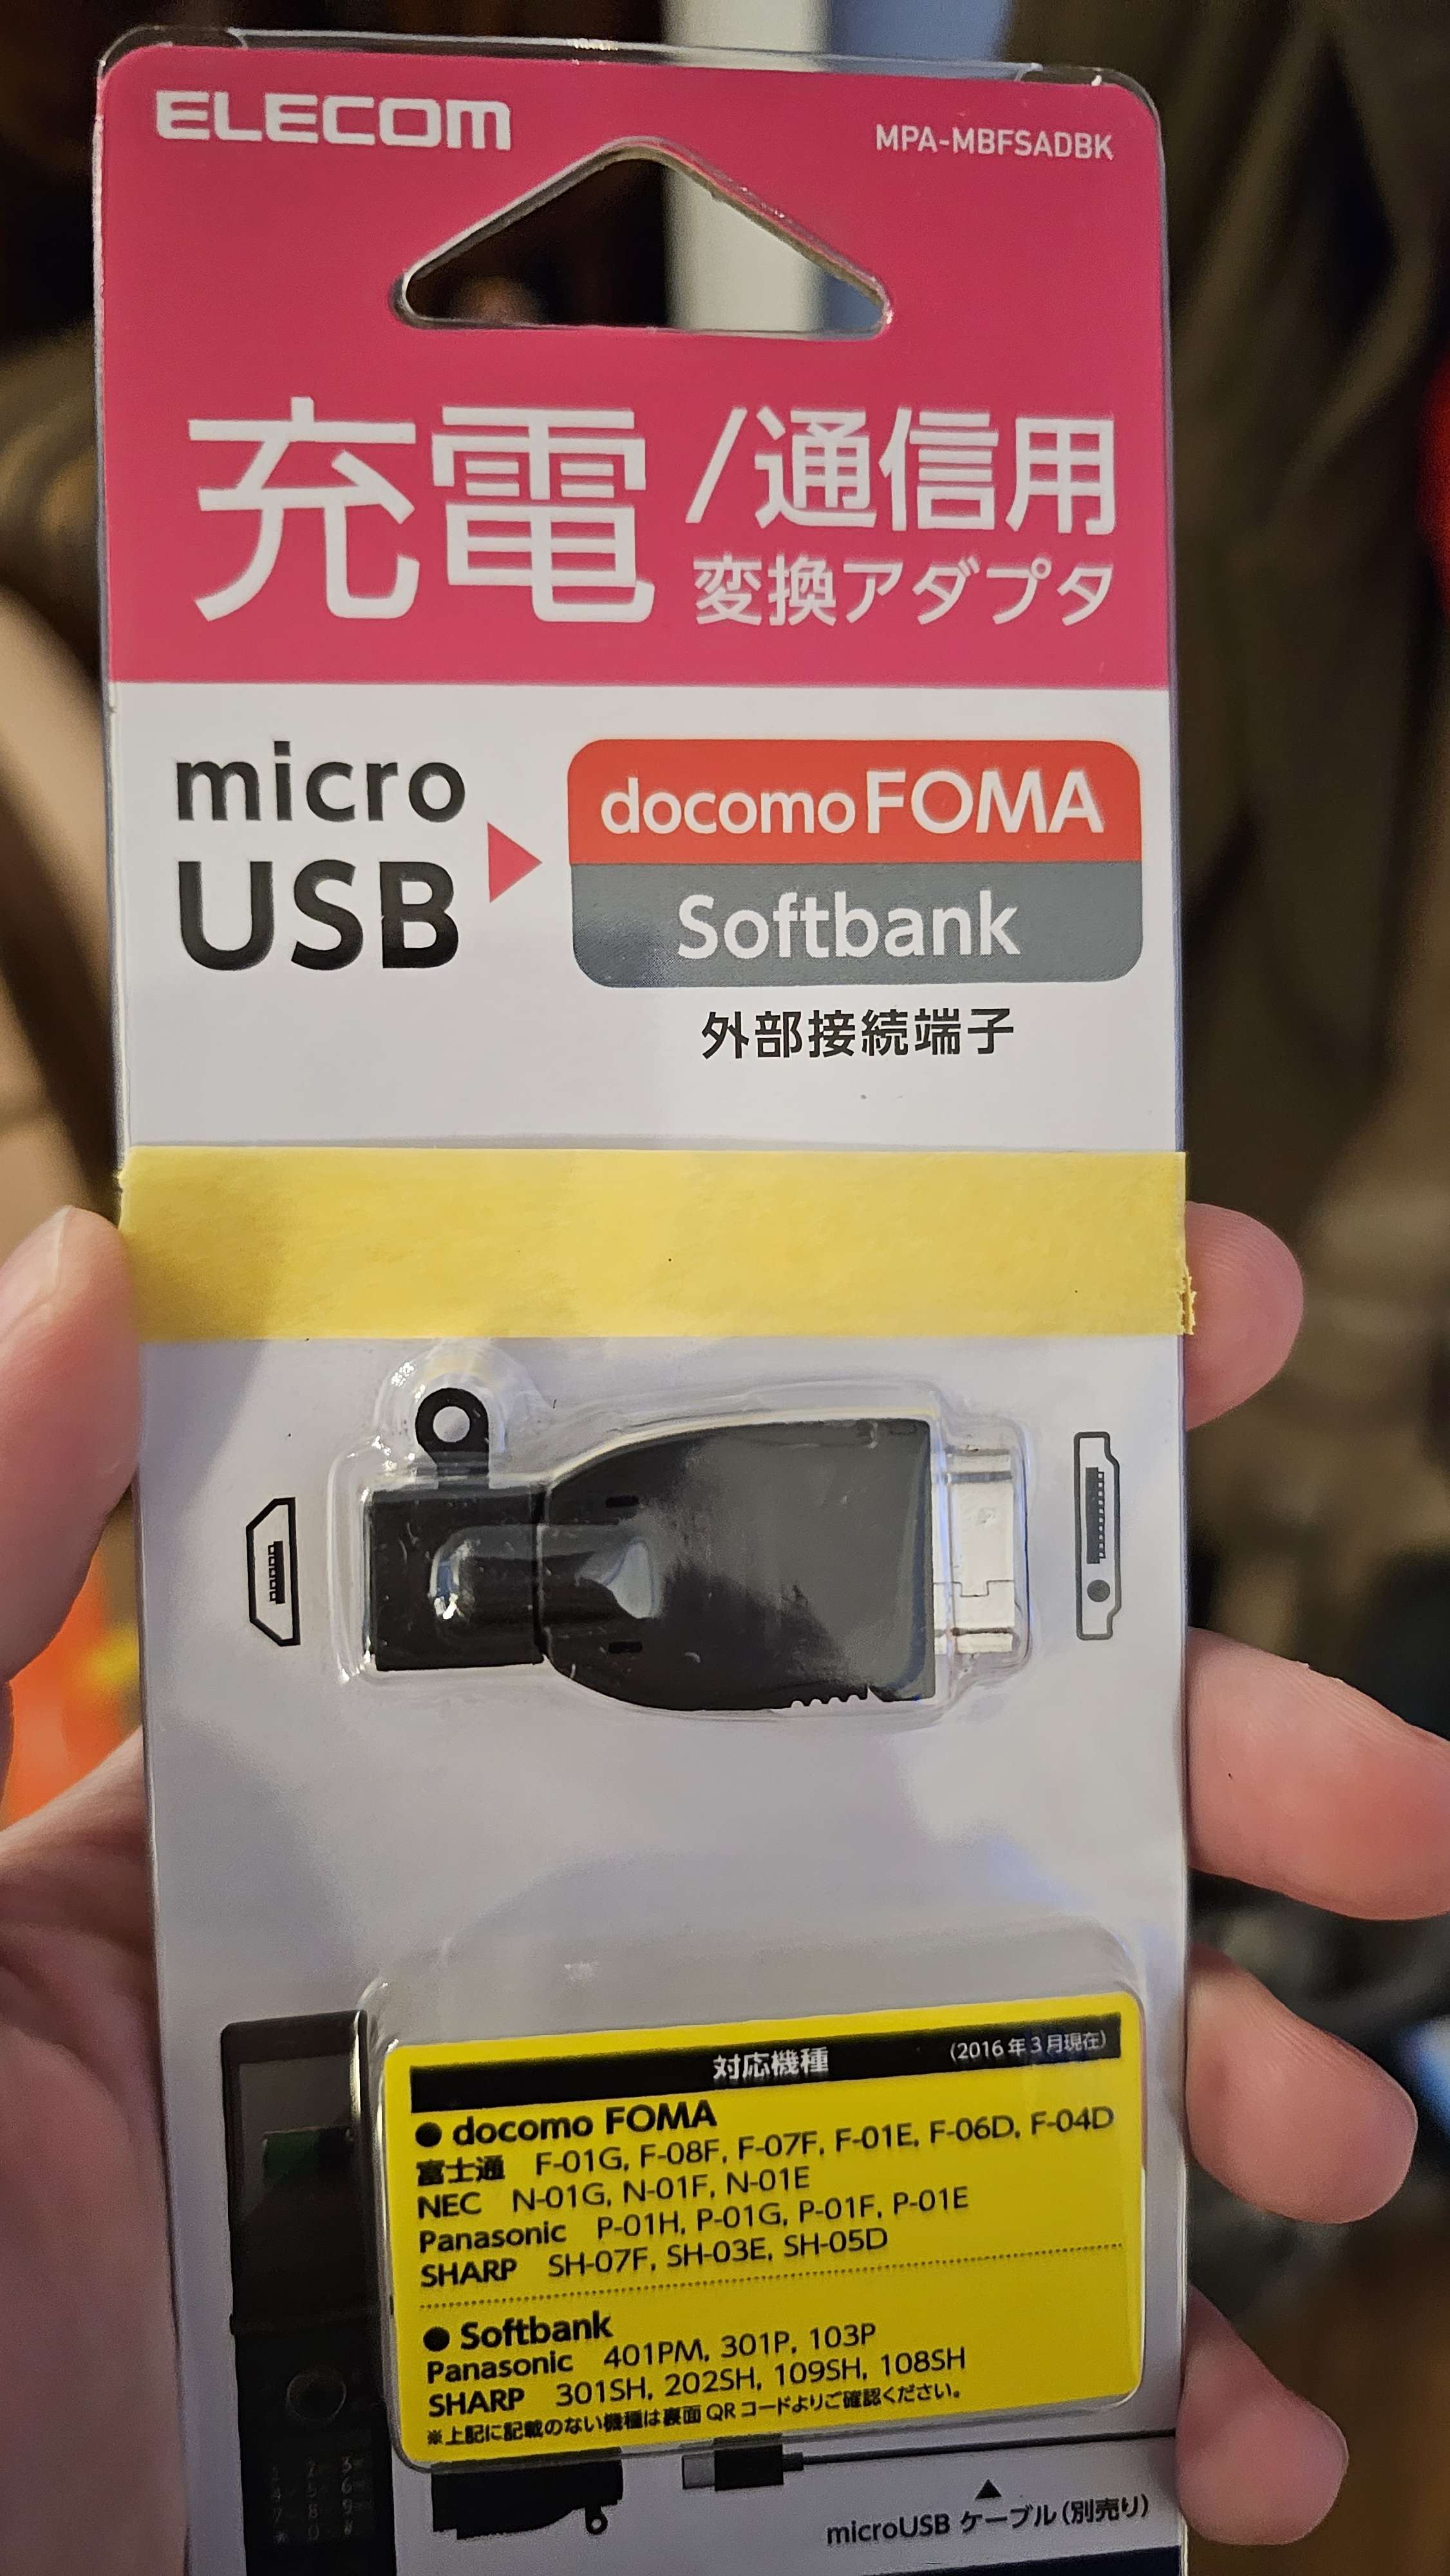 ELECOM
MPA-MBFSADBK
充電/通信用
変換アダプタ
micro
USB
docomo FOMA
Softbank
外部接続端子
対応機種 (2016年3月現在)
● docomo FOMA
富士通 F-01G, F-08F, F-07F, F-01E, F-06D, F-04D
NEC N-01G, N-01F, N-01E
Panasonic P-01H, P-01G, P-01F, P-01E
SHARP SH-07F, SH-03E, SH-05D
● Softbank
Panasonic 401PM, 301P, 103P
SHARP 301SH, 202SH, 109SH, 108SH
※上記に記載のない機種は裏面QRコードよりご確認ください。
microUSB ケーブル(別売り)